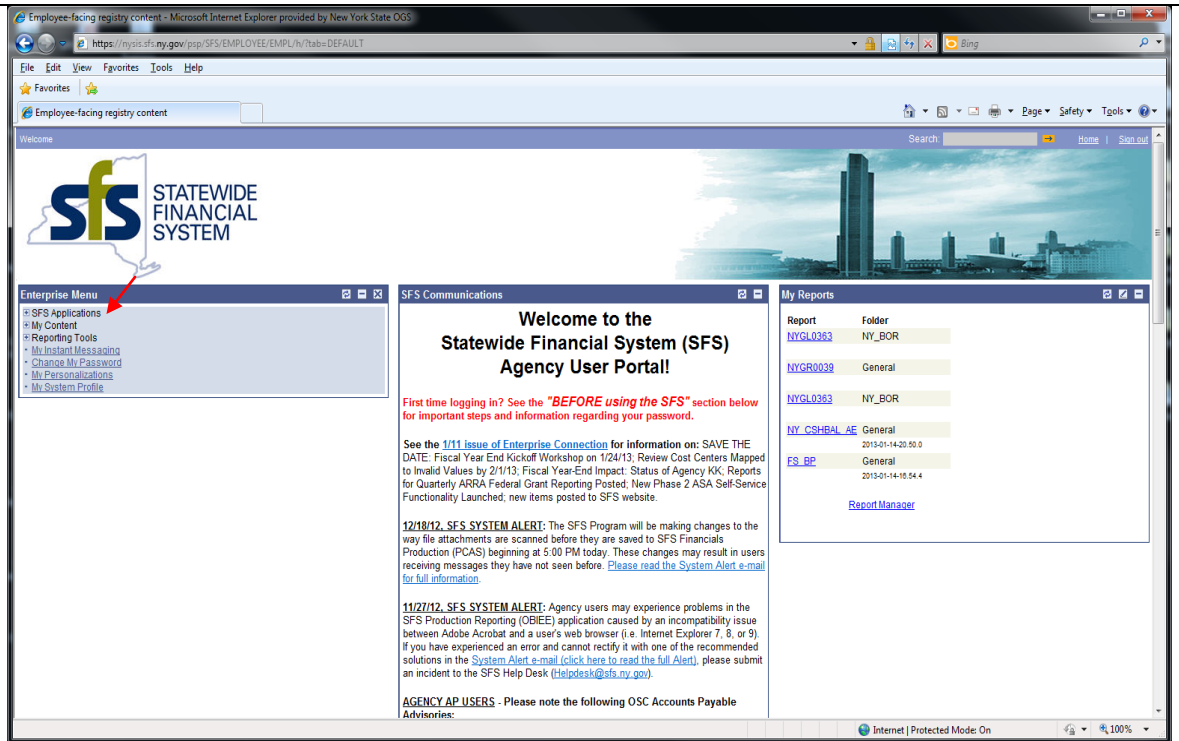 Employee-facing registry content - Microsoft Internet Explorer provided by New York State OGS
https://nysis.sfs.ny.gov/psp/SFS/EMPLOYEE/EMPL/h/?tab=DEFAULT
Bing
File Edit View Favorites Tools Help
Favorites
Employee-facing registry content
Page Safety Tools
Welcome
Search:
Home | Sign out
sfs
STATEWIDE
FINANCIAL
SYSTEM
Enterprise Menu
SFS Applications
My Content
Reporting Tools
My Instant Messaging
Change My Password
My Personalizations
My System Profile
SFS Communications
Welcome to the
Statewide Financial System (SFS)
Agency User Portal!
First time logging in? See the "BEFORE using the SFS" section below
for important steps and information regarding your password.
See the 1/11 issue of Enterprise Connection for information on: SAVE THE
DATE: Fiscal Year End Kickoff Workshop on 1/24/13; Review Cost Centers Mapped
to Invalid Values by 2/1/13; Fiscal Year-End Impact: Status of Agency KK; Reports
for Quarterly ARRA Federal Grant Reporting Posted; New Phase 2 ASA Self-Service
Functionality Launched; new items posted to SFS website.
12/18/12, SFS SYSTEM ALERT: The SFS Program will be making changes to the
way file attachments are scanned before they are saved to SFS Financials
Production (PCAS) beginning at 5:00 PM today. These changes may result in users
receiving messages they have not seen before. Please read the System Alert e-mail
for full information.
11/27/12, SFS SYSTEM ALERT: Agency users may experience problems in the
SFS Production Reporting (OBIEE) application caused by an incompatibility issue
between Adobe Acrobat and a user's web browser (i.e. Internet Explorer 7, 8, or 9).
If you have experienced an error and cannot rectify it with one of the recommended
solutions in the System Alert e-mail (click here to read the full Alert), please submit
an incident to the SFS Help Desk (Helpdesk@sfs.ny.gov).
AGENCY AP USERS - Please note the following OSC Accounts Payable
Advisories:
My Reports
Report Folder
NYGL0363 NY_BOR
NYGR0039 General
NYGL0363 NY_BOR
NY_CSHBAL_AE General
2013-01-14-20.50.0
FS_BP General
2013-01-14-16.54.4
Report Manager
Internet | Protected Mode: On
100%